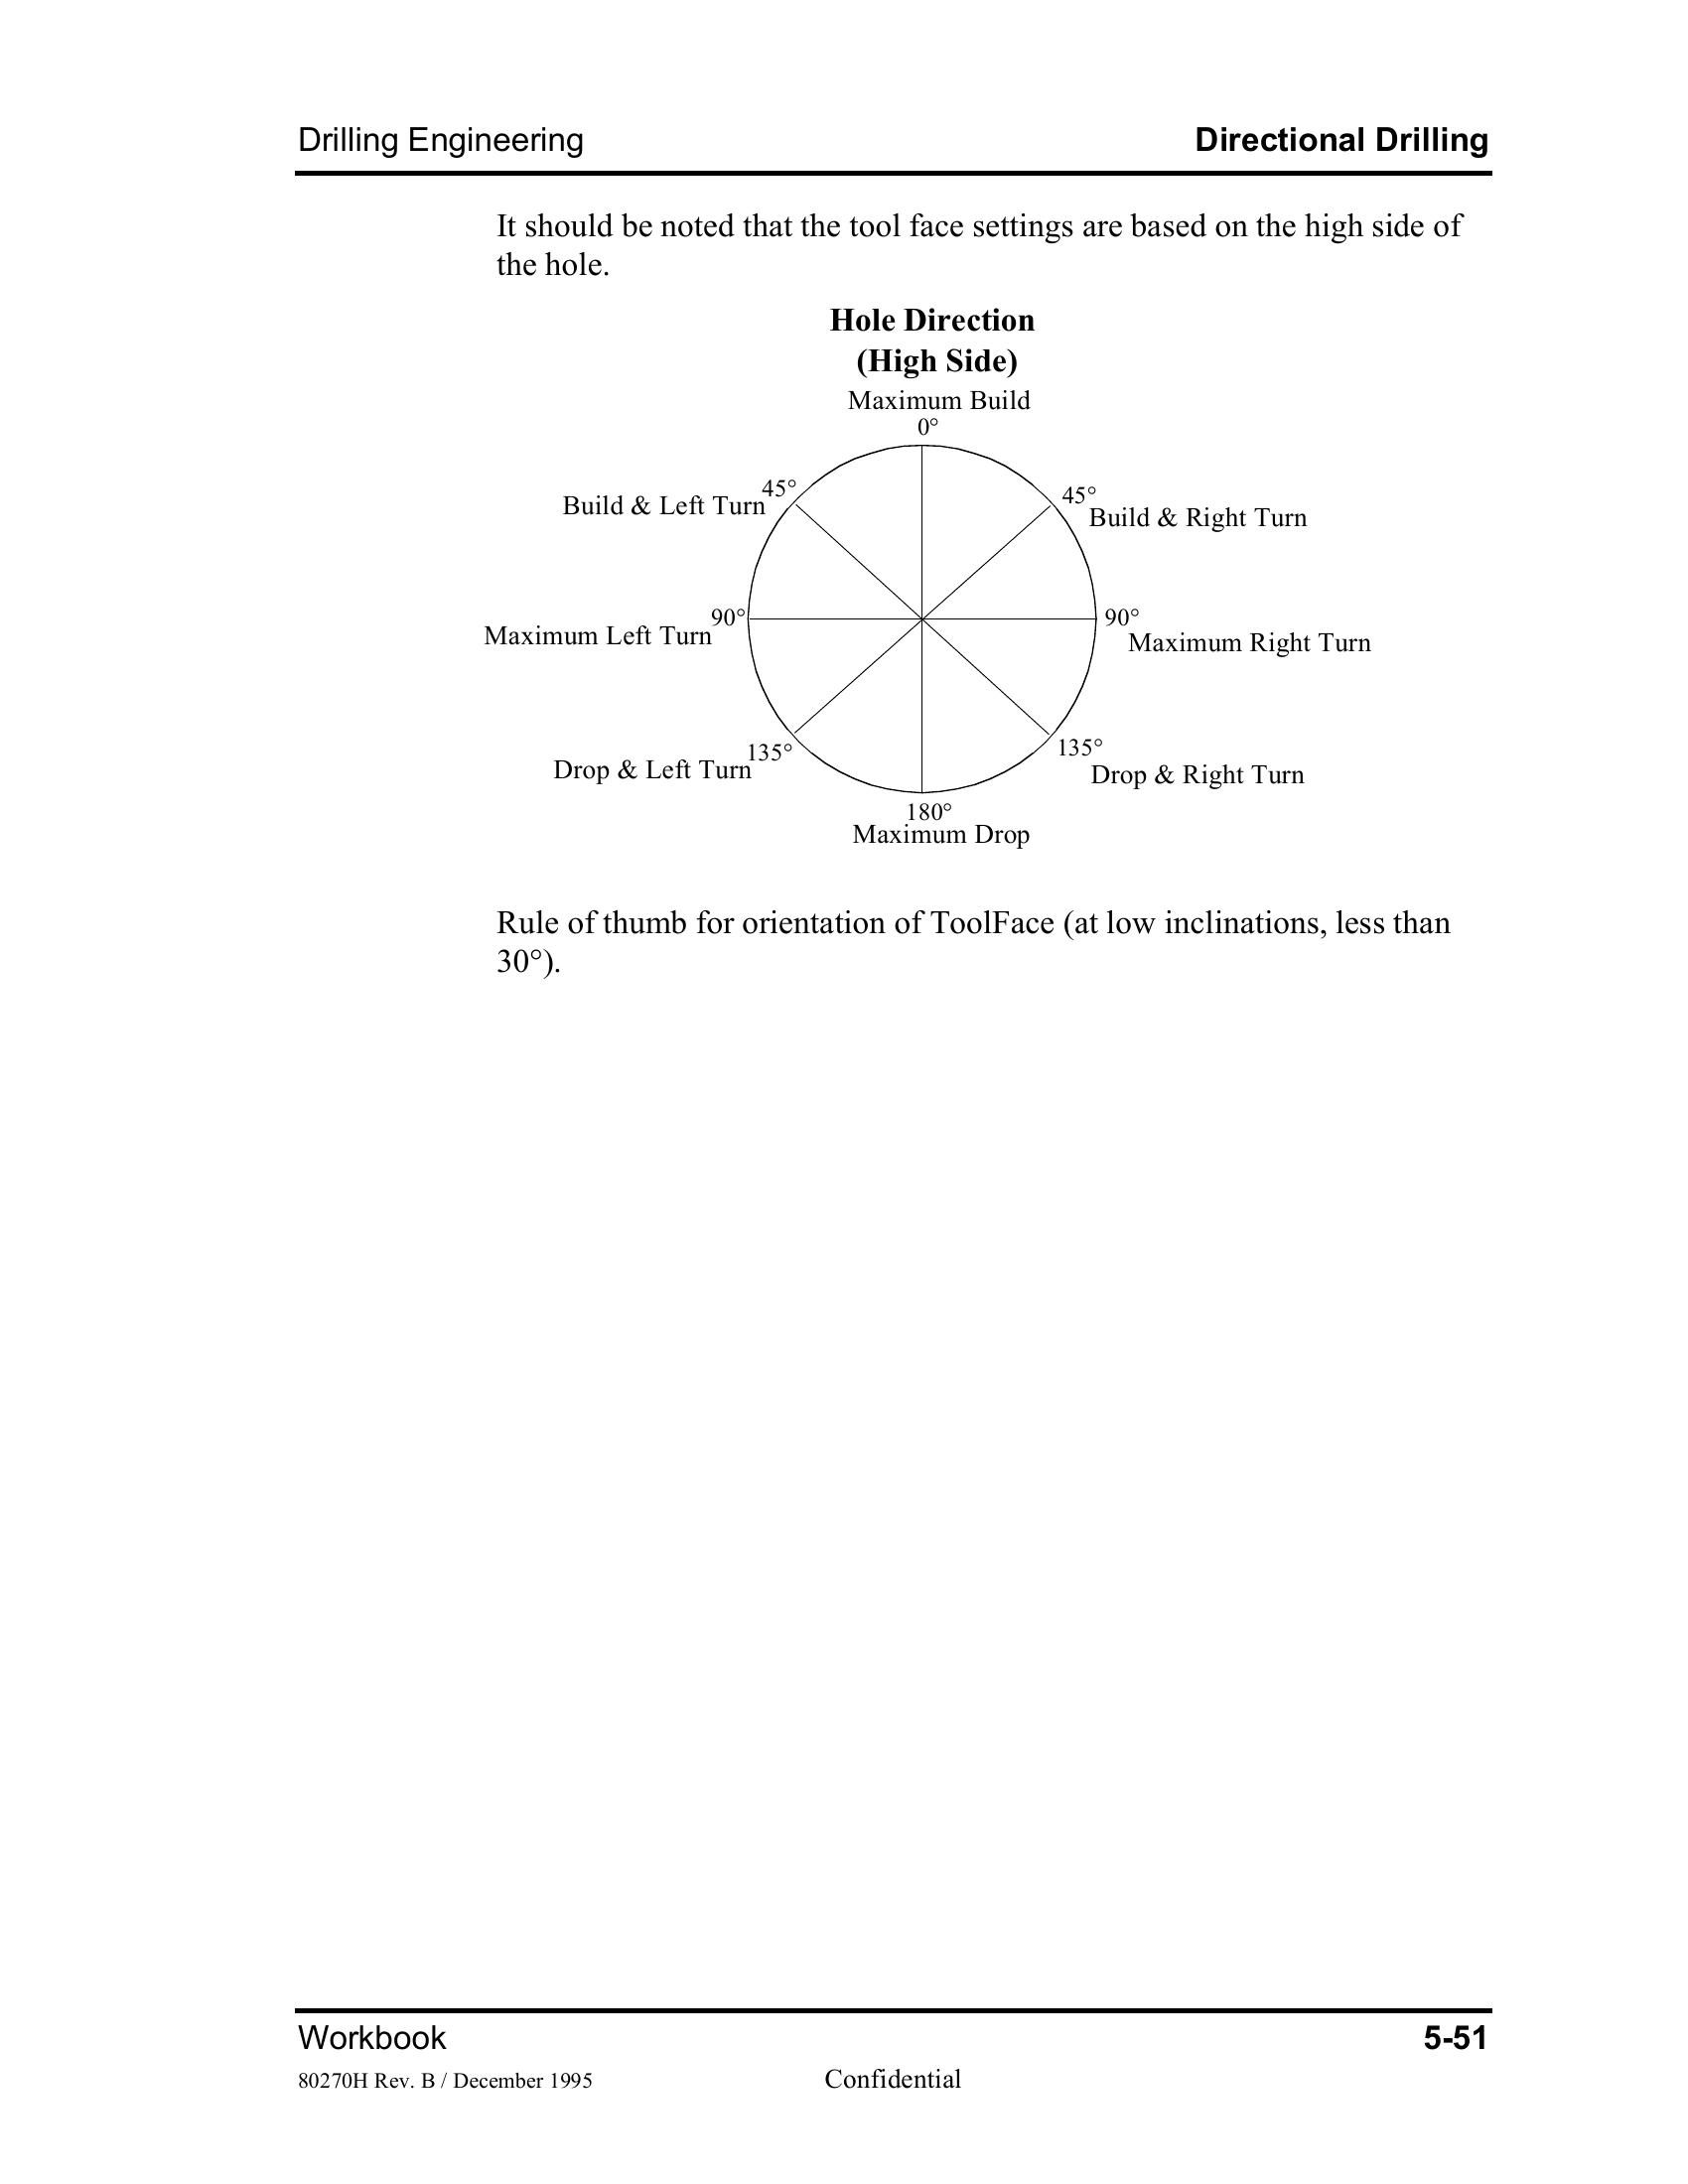 Drilling Engineering Directional Drilling
It should be noted that the tool face settings are based on the high side of
the hole.
Hole Direction
(High Side)
Maximum Build
0°
45°
Build & Left Turn
45°
Build & Right Turn
90°
Maximum Left Turn
90°
Maximum Right Turn
135°
Drop & Left Turn
135°
Drop & Right Turn
180°
Maximum Drop
Rule of thumb for orientation of ToolFace (at low inclinations, less than
30°).
Workbook 5-51
80270H Rev. B / December 1995 Confidential